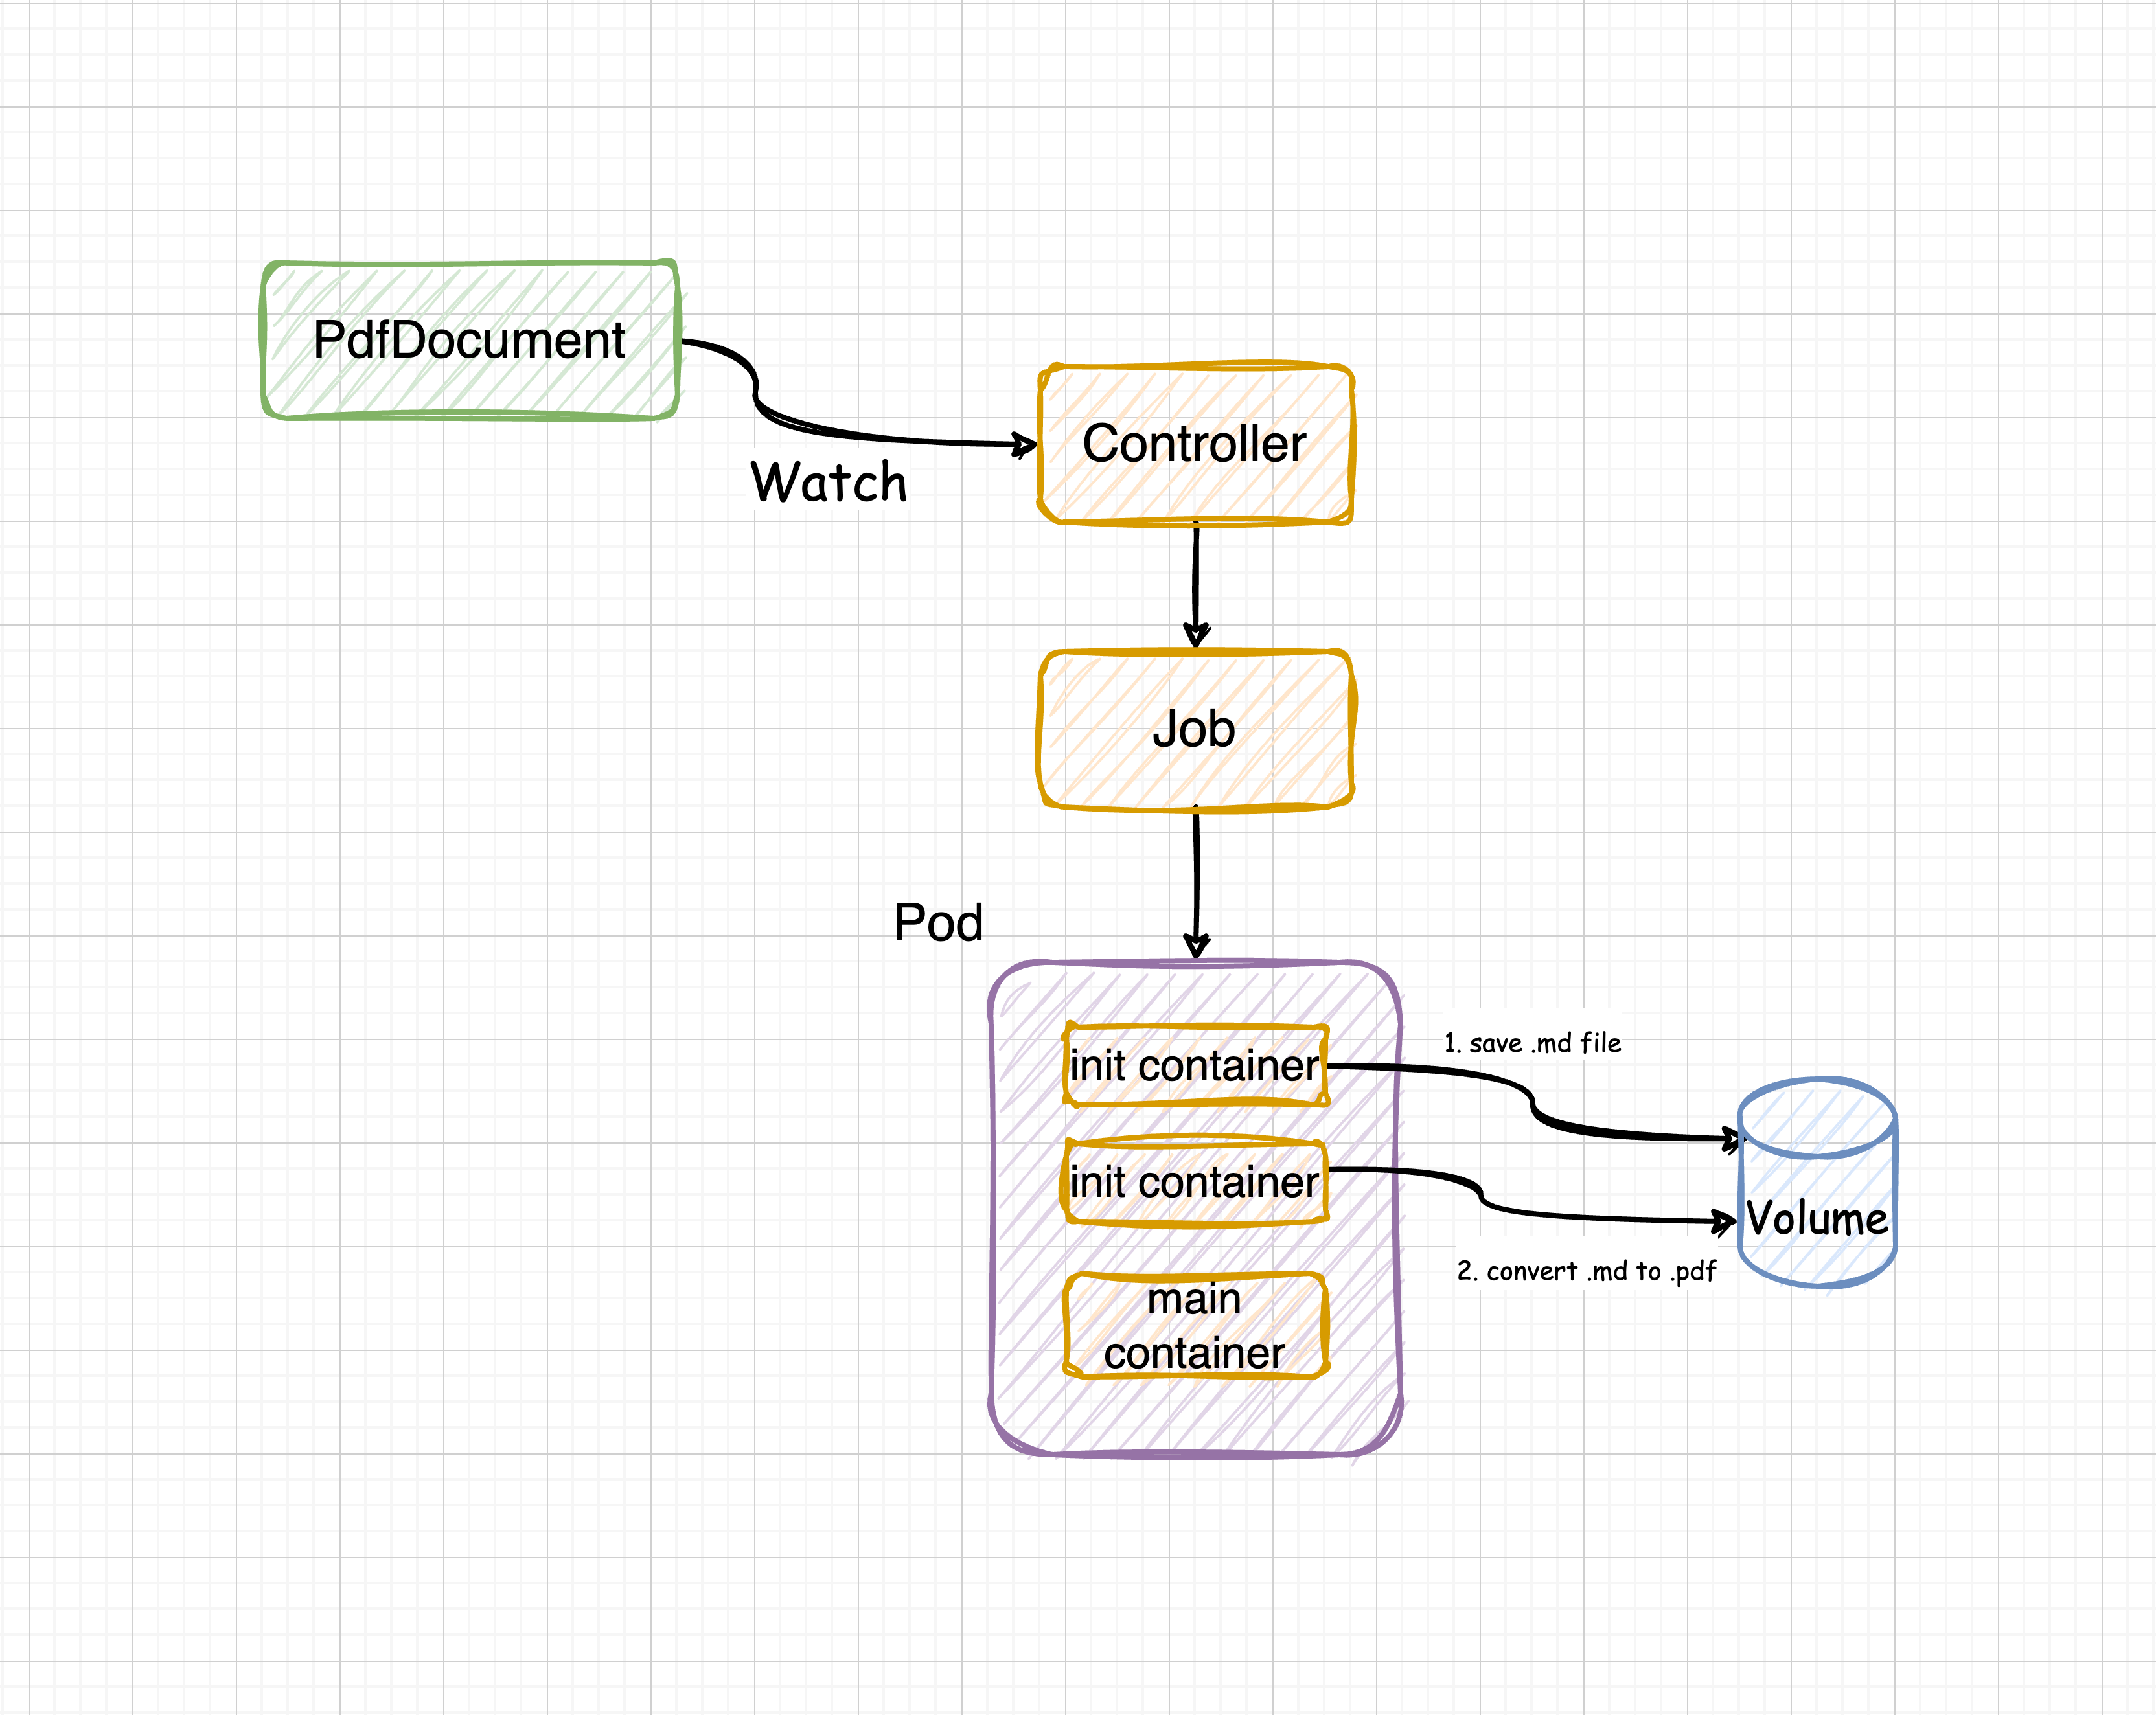 PdfDocument
Watch
Controller
Job
Pod
init container
1. save .md file
init container
Volume
2. convert .md to .pdf
main
container